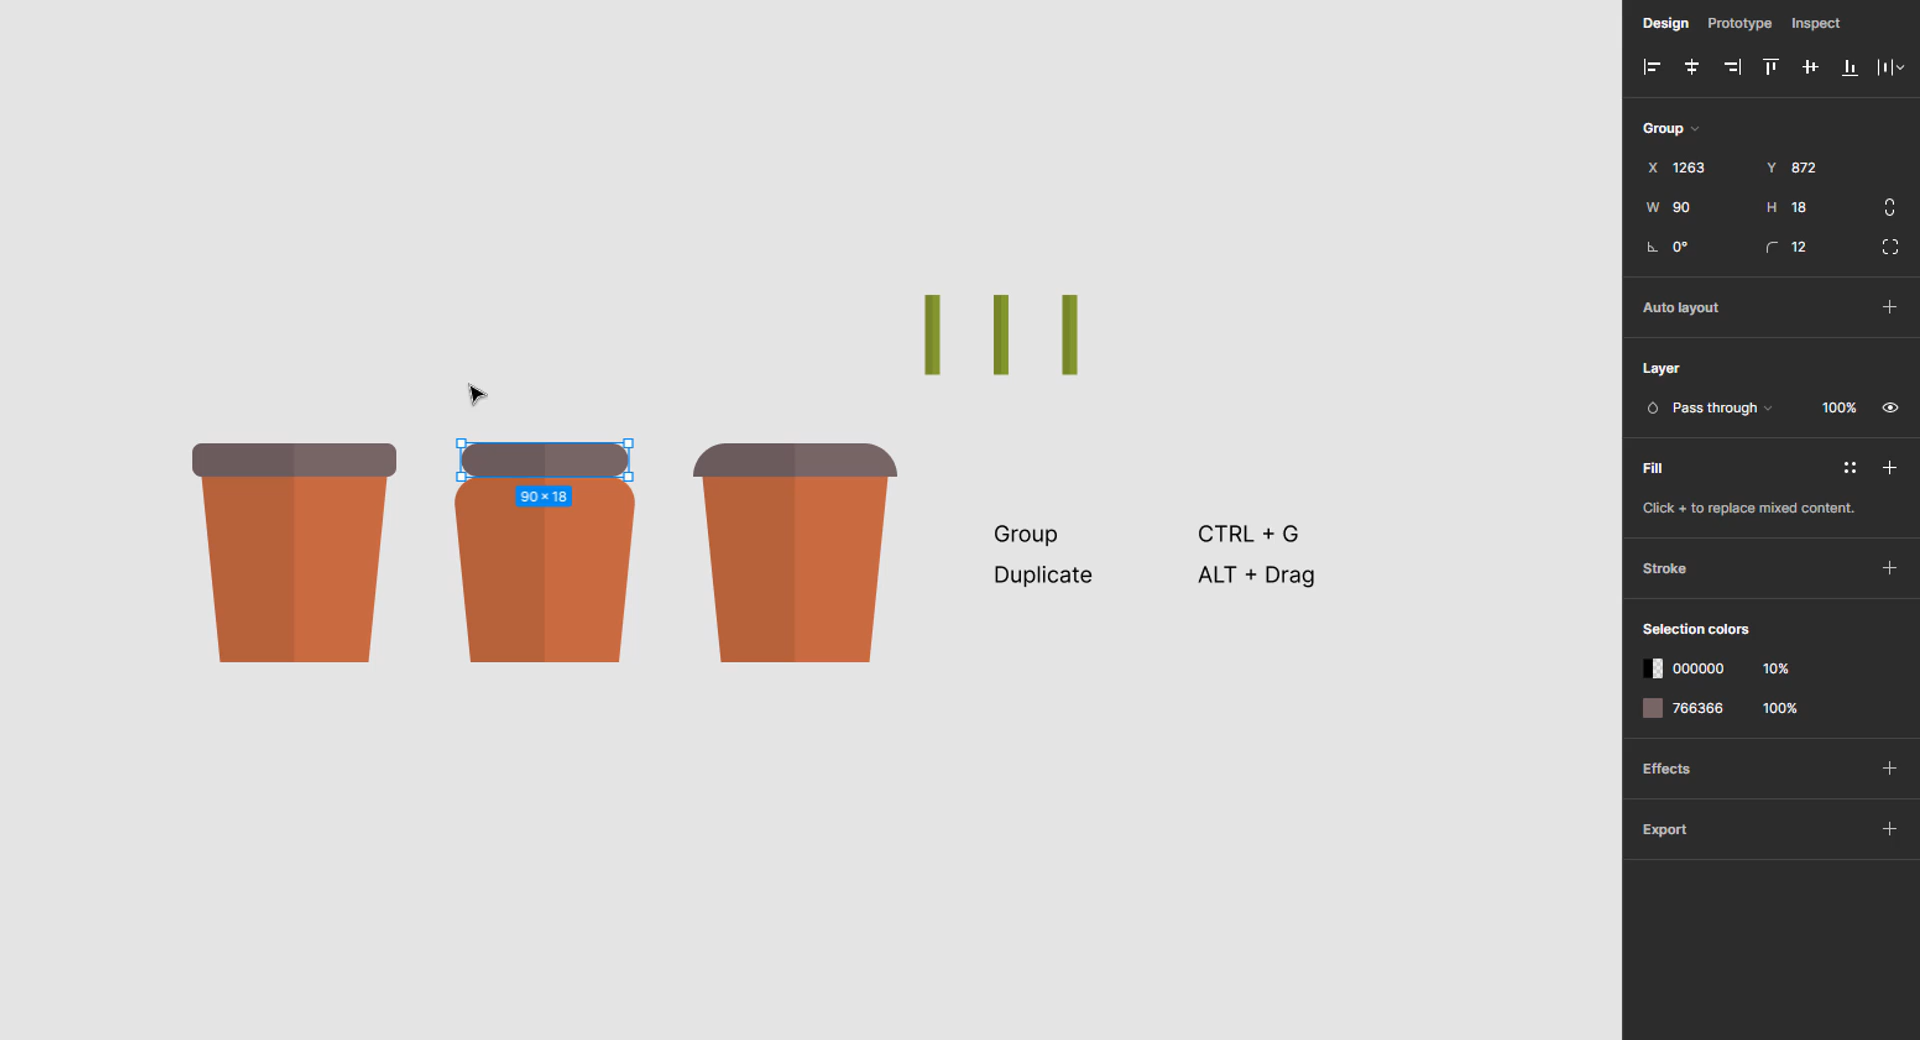 Design Prototype Inspect
Group
X 1263 Y 872
W 90 H 18
0° 12
Auto layout
Layer
Pass through 100%
Fill
Click + to replace mixed content.
Stroke
Selection colors
000000 10%
766366 100%
Effects
Export
90 × 18
Group CTRL + G
Duplicate ALT + Drag